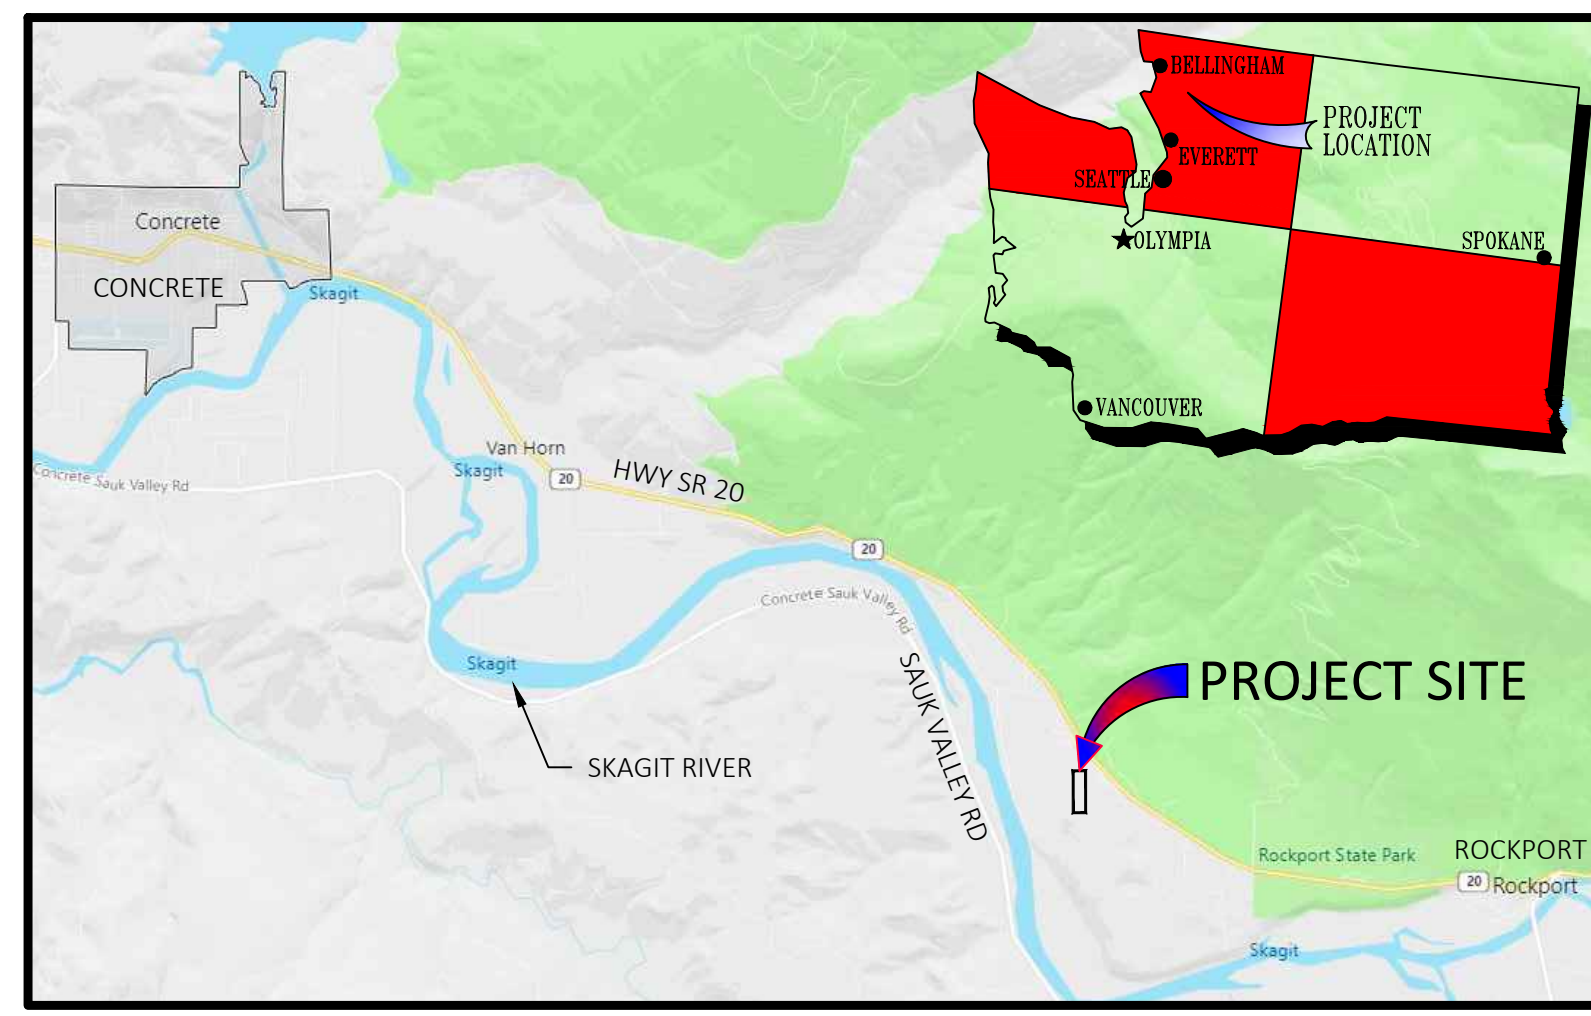 BELLINGHAM
PROJECT
LOCATION
EVERETT
SEATTLE
OLYMPIA
SPOKANE
VANCOUVER
Concrete
CONCRETE
Skagit
Van Horn
Skagit
20
HWY SR 20
Concrete Sauk Valley Rd
20
Concrete Sauk Valley Rd
Skagit
SAUK VALLEY RD
PROJECT SITE
SKAGIT RIVER
Rockport State Park
ROCKPORT
20
Rockport
Skagit